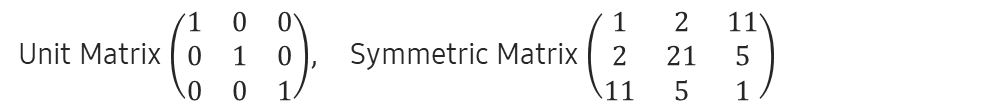 Unit Matrix (1 0 0
0 1 0
0 0 1), Symmetric Matrix (1 2 11
2 21 5
11 5 1)